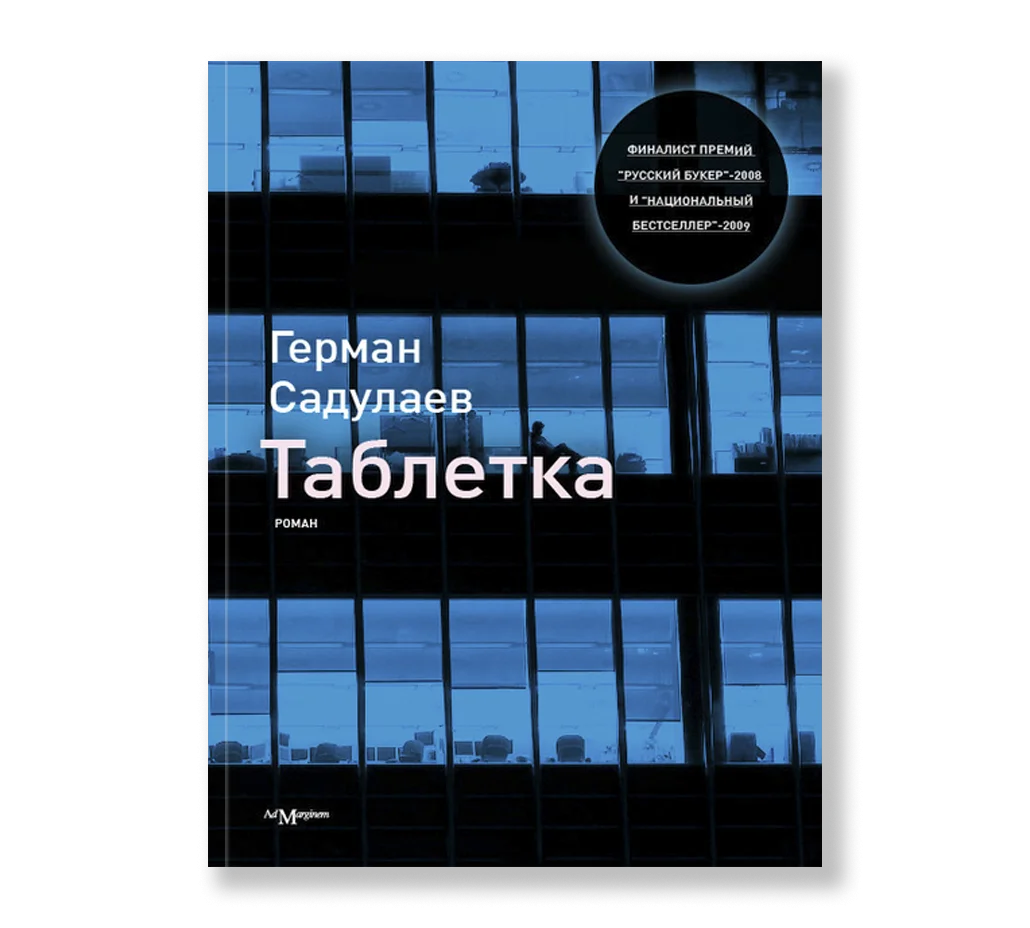 ФИНАЛИСТ ПРЕМИЙ
"РУССКИЙ БУКЕР"-2008
И "НАЦИОНАЛЬНЫЙ
БЕСТСЕЛЛЕР"-2009
Герман
Садулаев
Таблетка
РОМАН
Ad Marginem